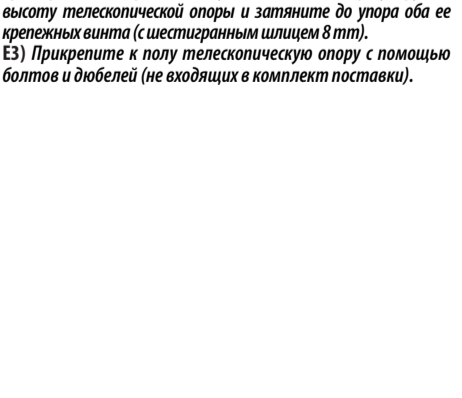 высоту телескопической опоры и затяните до упора оба ее
крепежных винта (с шестигранным шлицем 8 mm).
E3) Прикрепите к полу телескопическую опору с помощью
болтов и дюбелей (не входящих в комплект поставки).